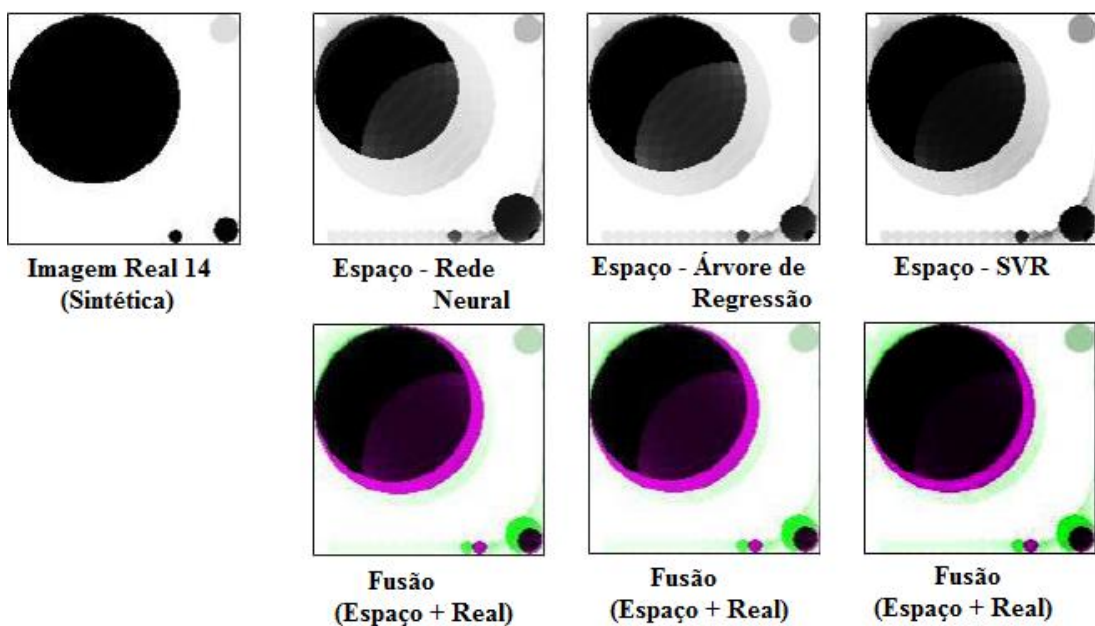 Imagem Real 14
(Sintética)
Espaço - Rede
Neural
Espaço - Árvore de
Regressão
Espaço - SVR
Fusão
(Espaço + Real)
Fusão
(Espaço + Real)
Fusão
(Espaço + Real)